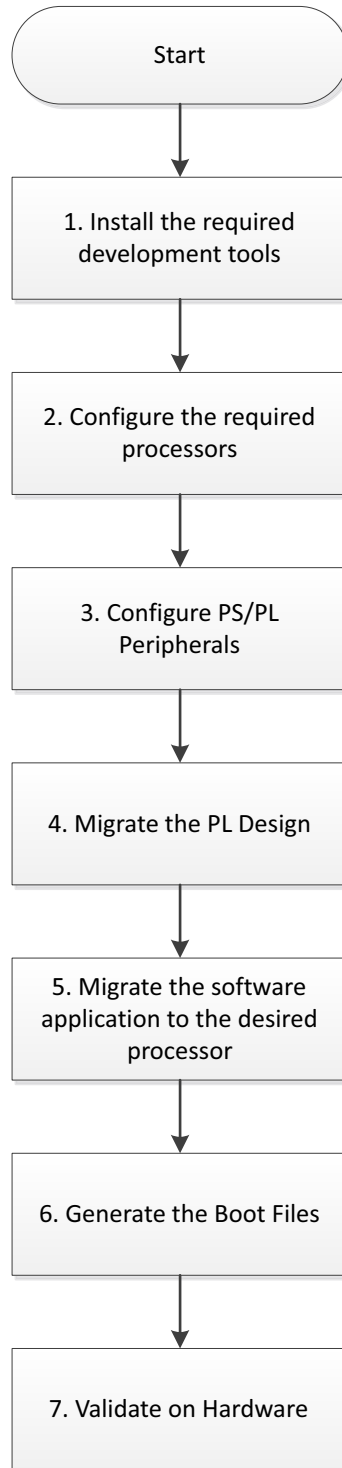 Start
1. Install the required
development tools
2. Configure the required
processors
3. Configure PS/PL
Peripherals
4. Migrate the PL Design
5. Migrate the software
application to the desired
processor
6. Generate the Boot Files
7. Validate on Hardware